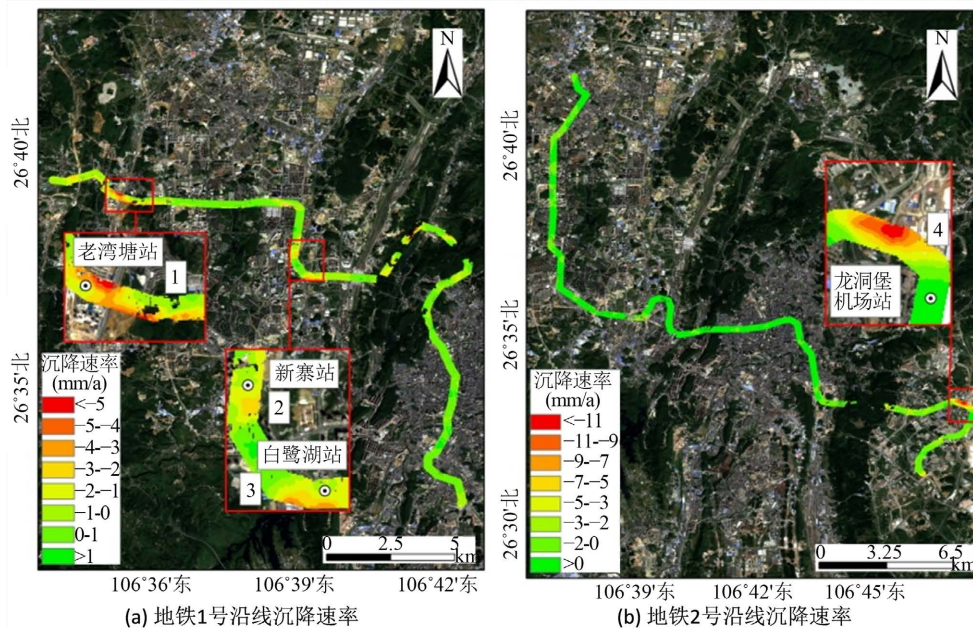 N
26°40'北
26°35'北
老湾塘站
1
新寨站
2
白鹭湖站
3
沉降速率
(mm/a)
<−5
−5-−4
−4-−3
−3-−2
−2-−1
−1-0
0-1
>1
0 2.5 5
km
106°36'东 106°39'东 106°42'东
(a) 地铁1号沿线沉降速率
N
26°40'北
26°35'北
26°30'北
4
龙洞堡
机场站
沉降速率
(mm/a)
<−11
−11-−9
−9-−7
−7-−5
−5-−3
−3-−2
−2-0
>0
0 3.25 6.5
km
106°39'东 106°42'东 106°45'东
(b) 地铁2号沿线沉降速率